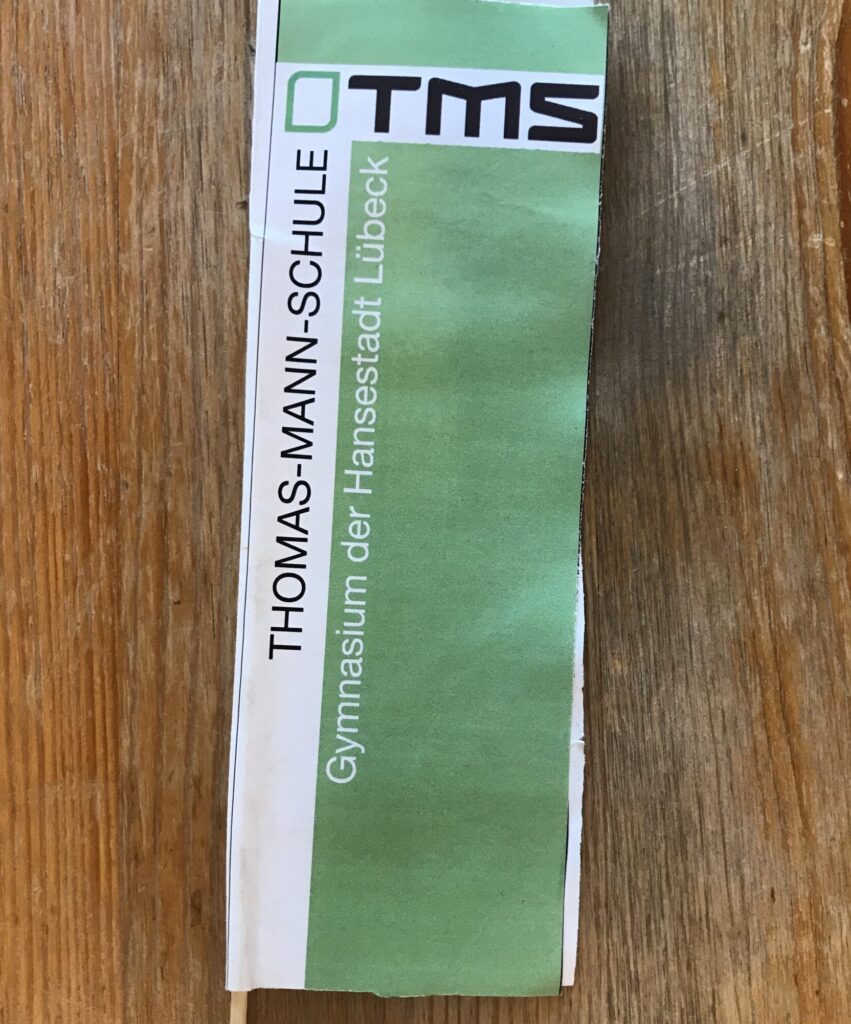 TMS
THOMAS-MANN-SCHULE
Gymnasium der Hansestadt Lübeck